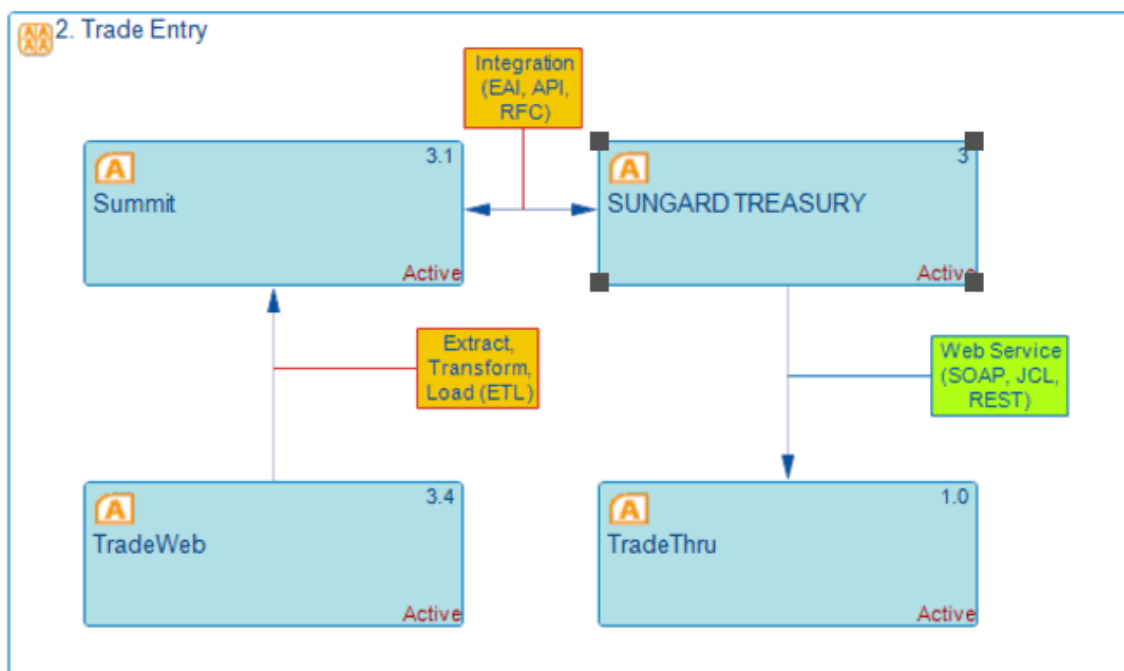 2. Trade Entry
Integration
(EAI, API,
RFC)
A
3.1
Summit
Active
A
3
SUNGARD TREASURY
Active
Extract,
Transform,
Load (ETL)
Web Service
(SOAP, JCL,
REST)
A
3.4
TradeWeb
Active
A
1.0
TradeThru
Active